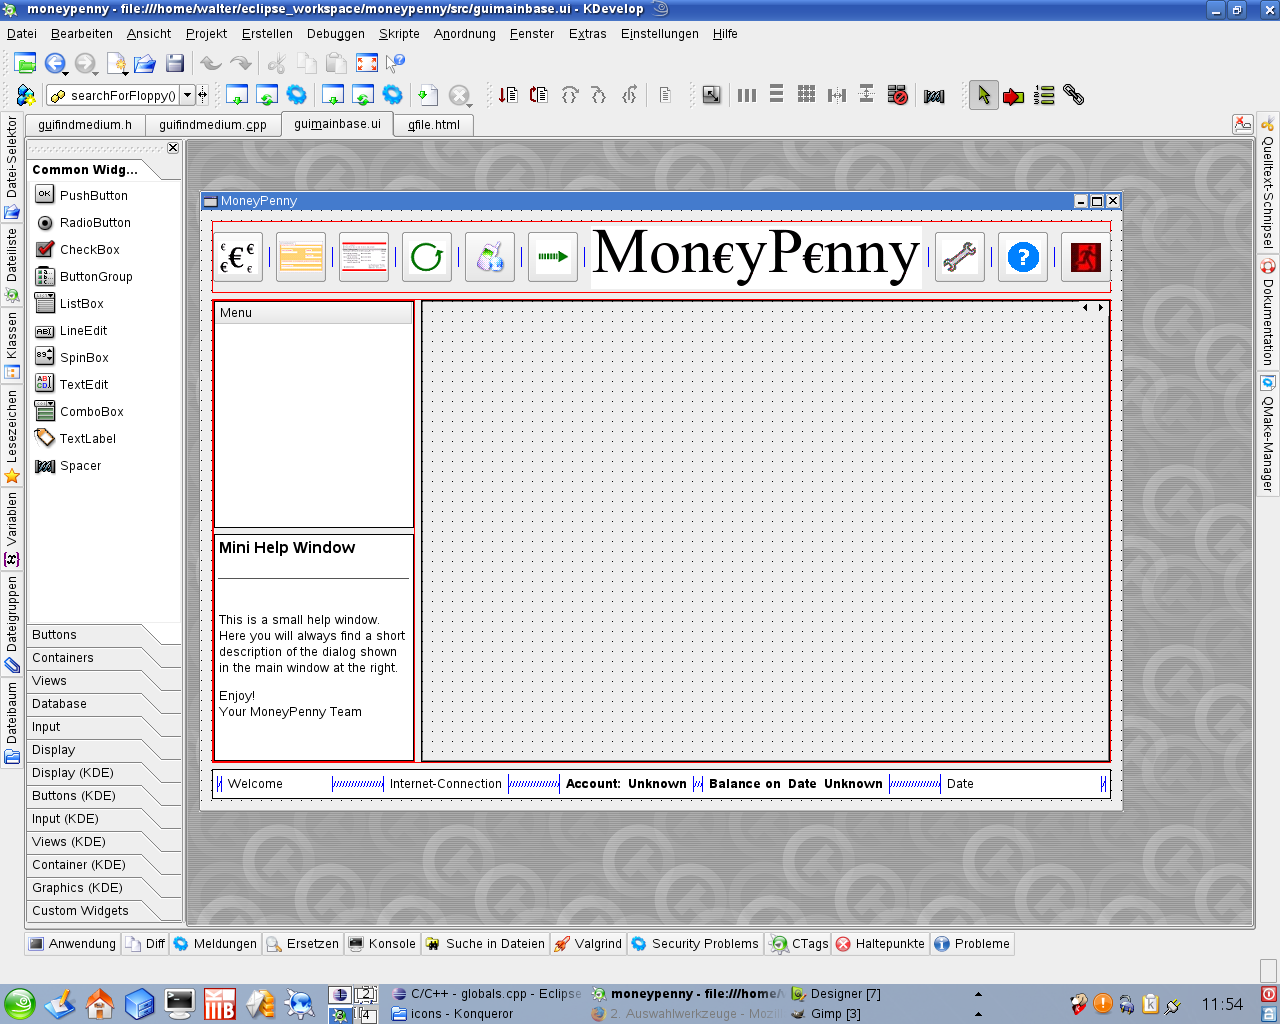 moneypenny - file:///home/walter/eclipse_workspace/moneypenny/src/guimainbase.ui - KDevelop
Datei Bearbeiten Ansicht Projekt Erstellen Debuggen Skripte Anordnung Fenster Extras Einstellungen Hilfe
searchForFloppy()
guifindmedium.h guifindmedium.cpp guimainbase.ui qfile.html
Datei-Selektor
Dateiliste
Klassen
Lesezeichen
Variablen
Dateigruppen
Dateibaum
Common Widg...
PushButton
RadioButton
CheckBox
ButtonGroup
ListBox
LineEdit
SpinBox
TextEdit
ComboBox
TextLabel
Spacer
Buttons
Containers
Views
Database
Input
Display
Display (KDE)
Buttons (KDE)
Input (KDE)
Views (KDE)
Container (KDE)
Graphics (KDE)
Custom Widgets
MoneyPenny
Mon€yP€nny
Menu
Mini Help Window
This is a small help window.
Here you will always find a short
description of the dialog shown
in the main window at the right.
Enjoy!
Your MoneyPenny Team
Welcome Internet-Connection Account: Unknown Balance on Date Unknown Date
Quelltext-Schnipsel
Dokumentation
QMake-Manager
Anwendung Diff Meldungen Ersetzen Konsole Suche in Dateien Valgrind Security Problems CTags Haltepunkte Probleme
2 C/C++ - globals.cpp - Eclipse moneypenny - file:///home/ Designer [7]
3 4 icons - Konqueror 2. Auswahlwerkzeuge - Mozil Gimp [3]
11:54